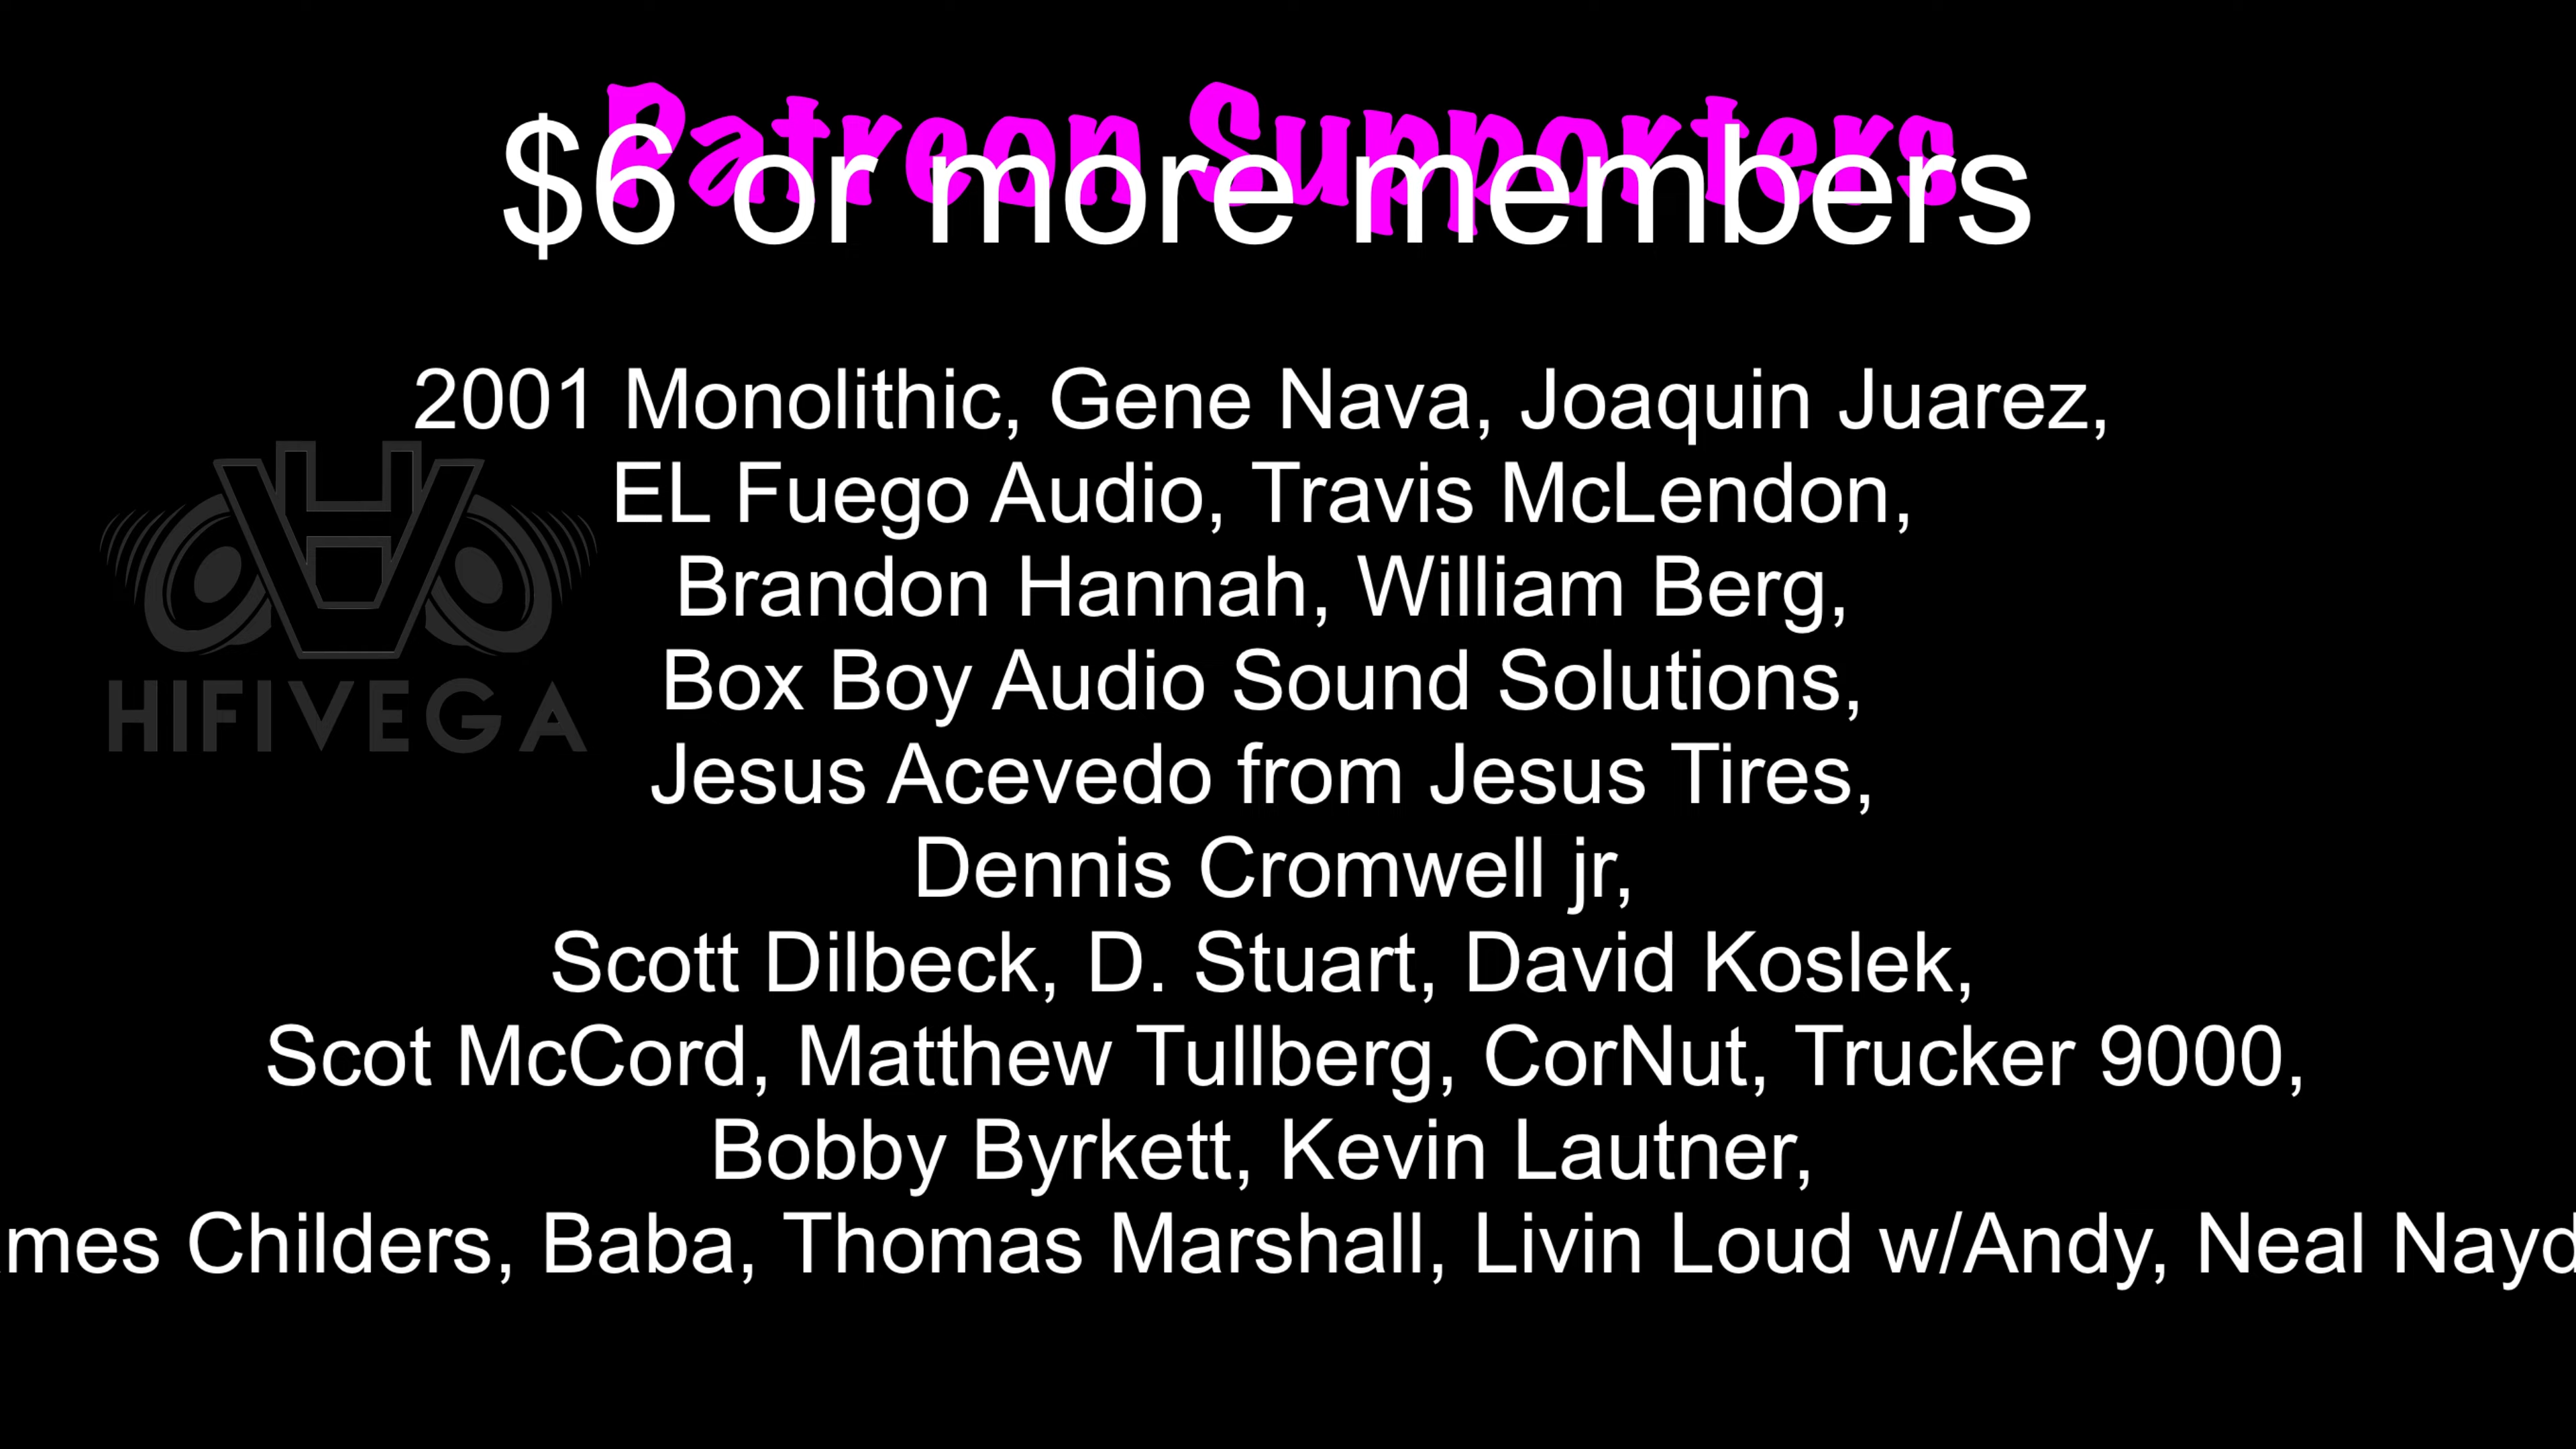 Patreon Supporters
$6 or more members
2001 Monolithic, Gene Nava, Joaquin Juarez,
EL Fuego Audio, Travis McLendon,
Brandon Hannah, William Berg,
Box Boy Audio Sound Solutions,
Jesus Acevedo from Jesus Tires,
Dennis Cromwell jr,
Scott Dilbeck, D. Stuart, David Koslek,
Scot McCord, Matthew Tullberg, CorNut, Trucker 9000,
Bobby Byrkett, Kevin Lautner,
Childers, Baba, Thomas Marshall, Livin Loud w/Andy, Neal
HIFIVEGA